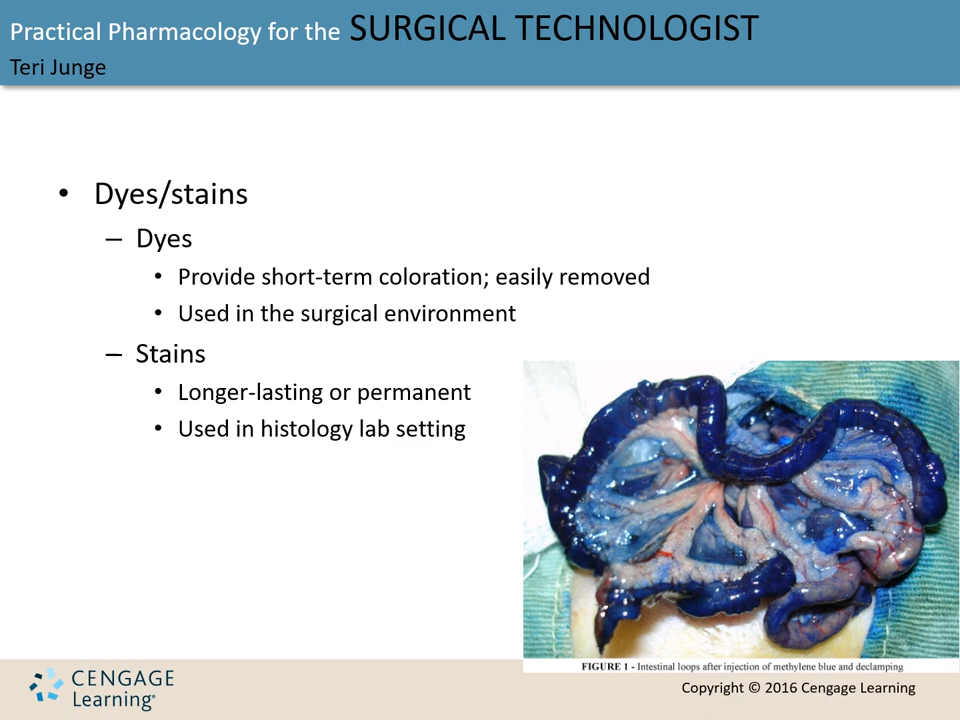 Practical Pharmacology for the SURGICAL TECHNOLOGIST
Teri Junge
• Dyes/stains
– Dyes
• Provide short-term coloration; easily removed
• Used in the surgical environment
– Stains
• Longer-lasting or permanent
• Used in histology lab setting
FIGURE 1 - Intestinal loops after injection of methylene blue and declamping
CENGAGE
Learning®
Copyright © 2016 Cengage Learning